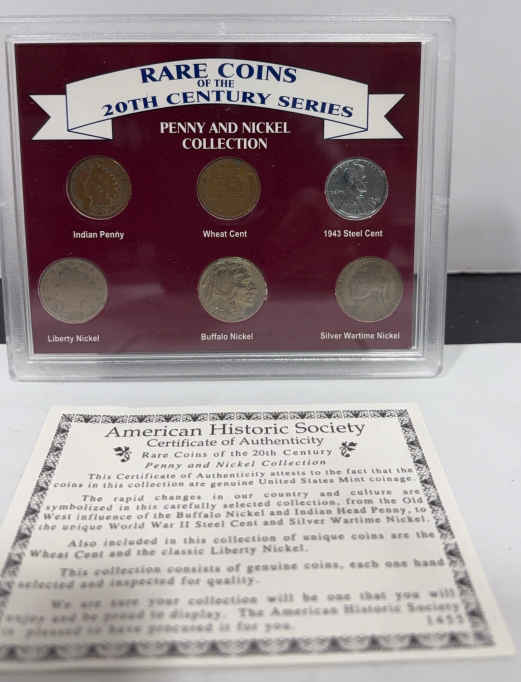 RARE COINS
OF THE
20TH CENTURY SERIES
PENNY AND NICKEL
COLLECTION
Indian Penny
Wheat Cent
1943 Steel Cent
Liberty Nickel
Buffalo Nickel
Silver Wartime Nickel
American Historic Society
Certificate of Authenticity
Rare Coins of the 20th Century
Penny and Nickel Collection
This Certificate of Authenticity attests to the fact that the
coins in this collection are genuine United States Mint coinage.
The rapid changes in our country and culture are
symbolized in this carefully selected collection, from the Old
West influence of the Buffalo Nickel and Indian Head Penny, to
the unique World War II Steel Cent and Silver Wartime Nickel.
Also included in this collection of unique coins are the
Wheat Cent and the classic Liberty Nickel.
This collection consists of genuine coins, each one hand
selected and inspected for quality.
We are sure your collection will be one that you will
enjoy and be proud to display. The American Historic Society
is pleased to have procured it for you.